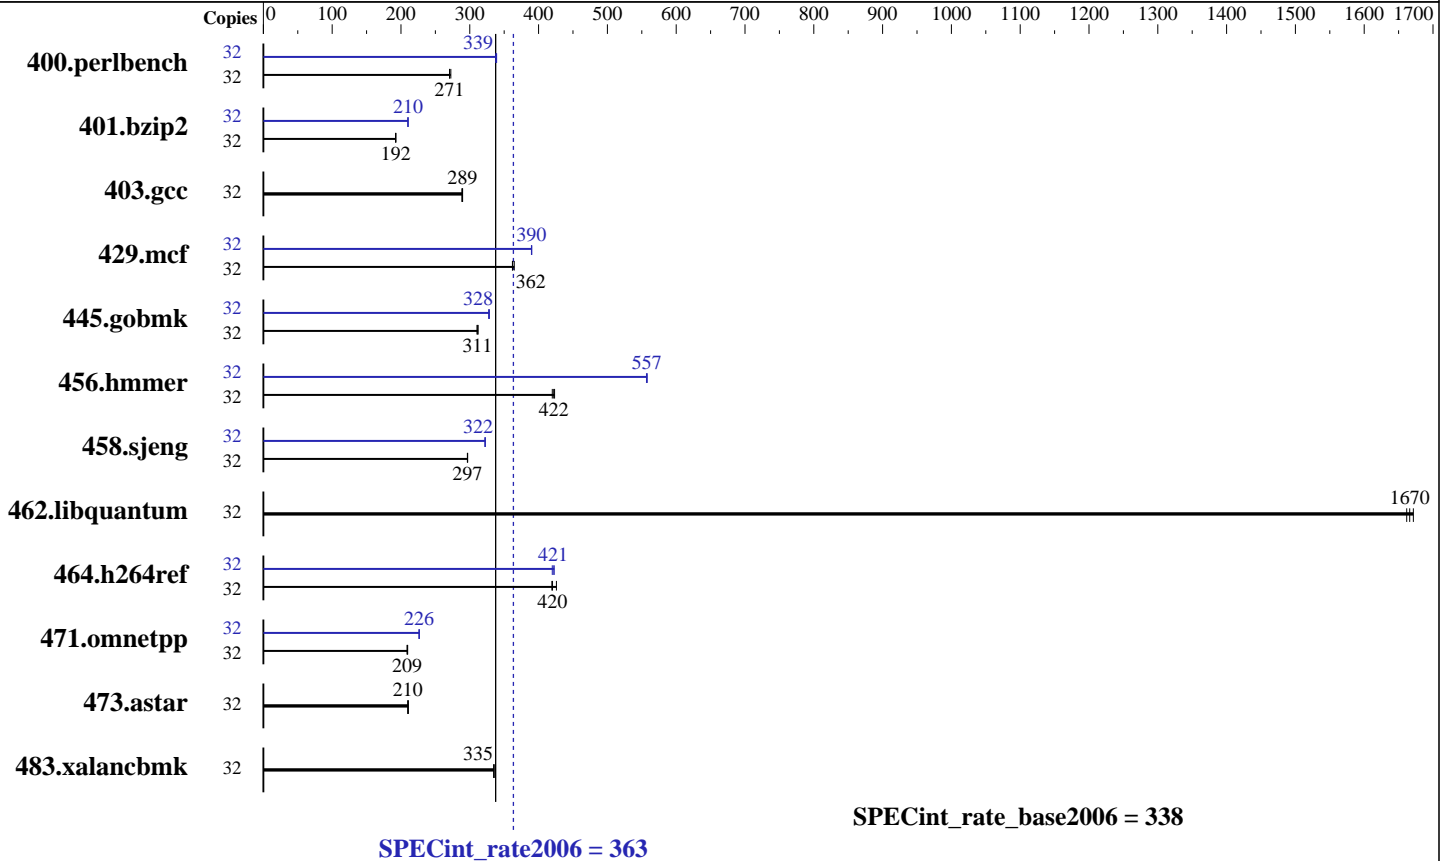 Copies 0 100 200 300 400 500 600 700 800 900 1000 1100 1200 1300 1400 1500 1600 1700
400.perlbench 32 339
32 271
401.bzip2 32 210
32 192
403.gcc 32 289
429.mcf 32 390
32 362
445.gobmk 32 328
32 311
456.hmmer 32 557
32 422
458.sjeng 32 322
32 297
462.libquantum 32 1670
464.h264ref 32 421
32 420
471.omnetpp 32 226
32 209
473.astar 32 210
483.xalancbmk 32 335
SPECint_rate_base2006 = 338
SPECint_rate2006 = 363